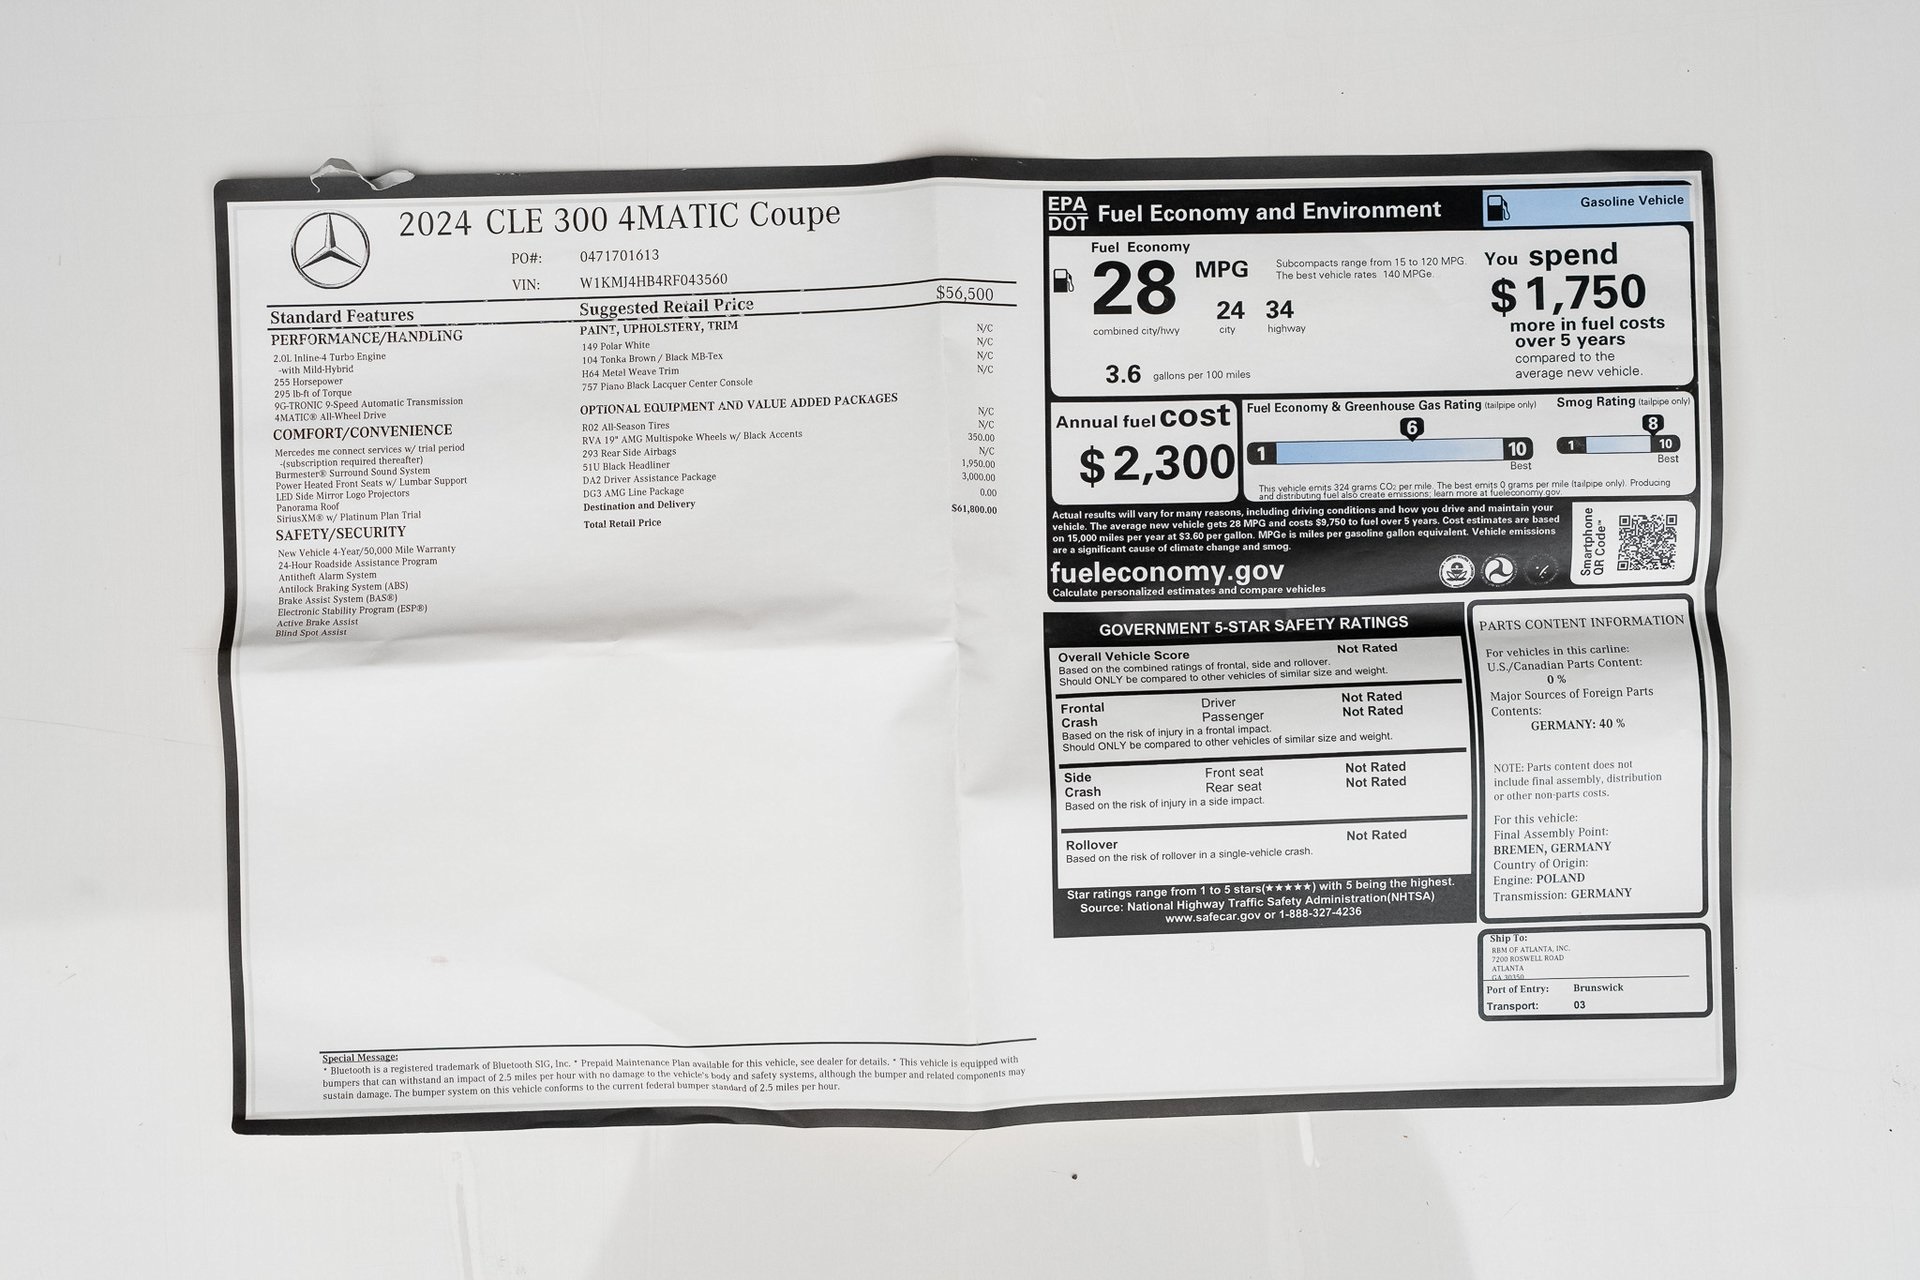 2024 CLE 300 4MATIC Coupe
PO#: 0471701613
VIN: W1KMJ4HB4RF043560
Standard Features
PERFORMANCE/HANDLING
2.0L Inline-4 Turbo Engine
-with Mild-Hybrid
255 Horsepower
295 lb-ft of Torque
9G-TRONIC 9-Speed Automatic Transmission
4MATIC® All-Wheel Drive
COMFORT/CONVENIENCE
Mercedes me connect services w/ trial period
-(subscription required thereafter)
Burmester® Surround Sound System
Power Heated Front Seats w/ Lumbar Support
LED Side Mirror Logo Projectors
Panorama Roof
SiriusXM® w/ Platinum Plan Trial
SAFETY/SECURITY
New Vehicle 4-Year/50,000 Mile Warranty
24-Hour Roadside Assistance Program
Antitheft Alarm System
Antilock Braking System (ABS)
Brake Assist System (BAS®)
Electronic Stability Program (ESP®)
Active Brake Assist
Blind Spot Assist
Suggested Retail Price $56,500
PAINT, UPHOLSTERY, TRIM
149 Polar White N/C
104 Tonka Brown / Black MB-Tex N/C
H64 Metal Weave Trim N/C
757 Piano Black Lacquer Center Console N/C
OPTIONAL EQUIPMENT AND VALUE ADDED PACKAGES
R02 All-Season Tires N/C
RVA 19" AMG Multispoke Wheels w/ Black Accents N/C
293 Rear Side Airbags 350.00
51U Black Headliner N/C
DA2 Driver Assistance Package 1,950.00
DG3 AMG Line Package 3,000.00
Destination and Delivery 0.00
Total Retail Price $61,800.00
Special Message:
* Bluetooth is a registered trademark of Bluetooth SIG, Inc. * Prepaid Maintenance Plan available for this vehicle, see dealer for details. * This vehicle is equipped with
bumpers that can withstand an impact of 2.5 miles per hour with no damage to the vehicle's body and safety systems, although the bumper and related components may
sustain damage. The bumper system on this vehicle conforms to the current federal bumper standard of 2.5 miles per hour.
EPA
DOT
Fuel Economy and Environment
Gasoline Vehicle
Fuel Economy
28 MPG
combined city/hwy
24 city
34 highway
3.6 gallons per 100 miles
Subcompacts range from 15 to 120 MPG.
The best vehicle rates 140 MPGe.
You spend
$1,750
more in fuel costs
over 5 years
compared to the
average new vehicle.
Annual fuel cost
$2,300
Fuel Economy & Greenhouse Gas Rating (tailpipe only)
6
1 10
Best
Smog Rating (tailpipe only)
8
1 10
Best
This vehicle emits 324 grams CO2 per mile. The best emits 0 grams per mile (tailpipe only). Producing
and distributing fuel also create emissions; learn more at fueleconomy.gov.
Actual results will vary for many reasons, including driving conditions and how you drive and maintain your
vehicle. The average new vehicle gets 28 MPG and costs $9,750 to fuel over 5 years. Cost estimates are based
on 15,000 miles per year at $3.60 per gallon. MPGe is miles per gasoline gallon equivalent. Vehicle emissions
are a significant cause of climate change and smog.
fueleconomy.gov
Calculate personalized estimates and compare vehicles
Smartphone
QR Code™
GOVERNMENT 5-STAR SAFETY RATINGS
Overall Vehicle Score Not Rated
Based on the combined ratings of frontal, side and rollover.
Should ONLY be compared to other vehicles of similar size and weight.
Frontal Driver Not Rated
Crash Passenger Not Rated
Based on the risk of injury in a frontal impact.
Should ONLY be compared to other vehicles of similar size and weight.
Side Front seat Not Rated
Crash Rear seat Not Rated
Based on the risk of injury in a side impact.
Rollover Not Rated
Based on the risk of rollover in a single-vehicle crash.
Star ratings range from 1 to 5 stars(★★★★★) with 5 being the highest.
Source: National Highway Traffic Safety Administration(NHTSA)
www.safecar.gov or 1-888-327-4236
PARTS CONTENT INFORMATION
For vehicles in this carline:
U.S./Canadian Parts Content:
0 %
Major Sources of Foreign Parts
Contents:
GERMANY: 40 %
NOTE: Parts content does not
include final assembly, distribution
or other non-parts costs.
For this vehicle:
Final Assembly Point:
BREMEN, GERMANY
Country of Origin:
Engine: POLAND
Transmission: GERMANY
Ship To:
RBM OF ATLANTA, INC.
7200 ROSWELL ROAD
ATLANTA
GA 30350
Port of Entry: Brunswick
Transport: 03